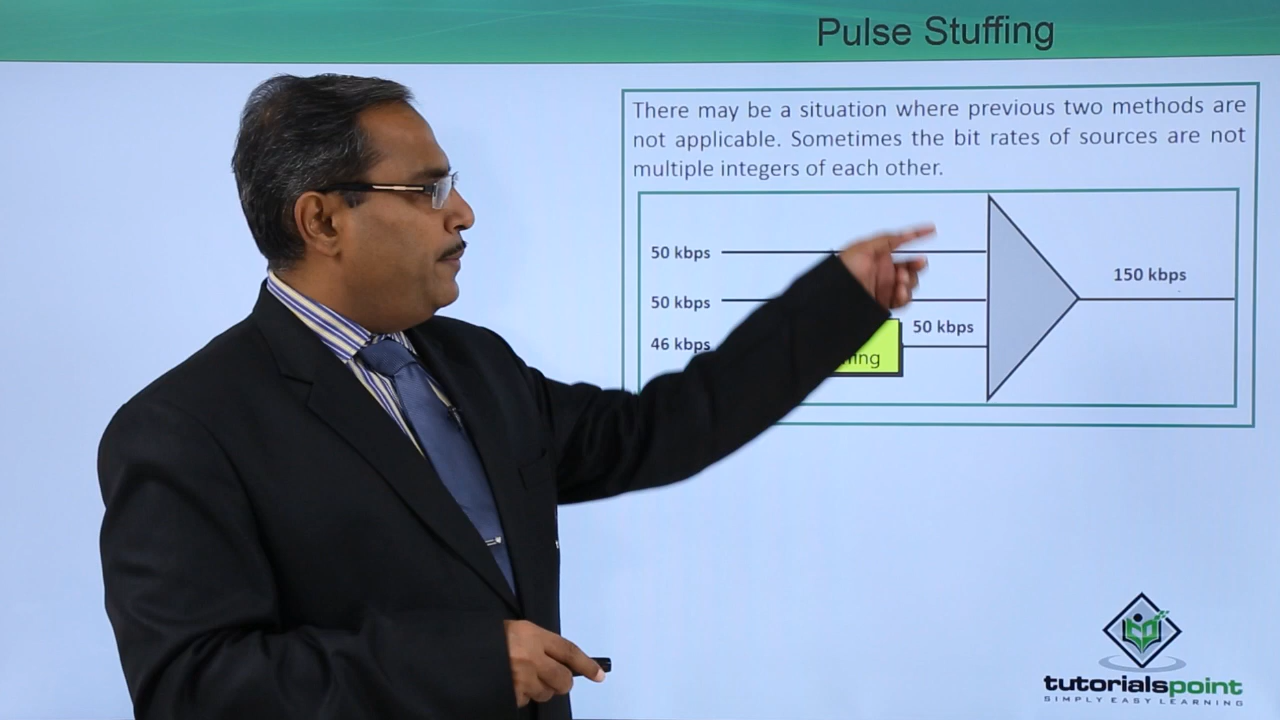 Pulse Stuffing
There may be a situation where previous two methods are
not applicable. Sometimes the bit rates of sources are not
multiple integers of each other.
50 kbps
150 kbps
50 kbps
50 kbps
46 kbps
tutorialspoint
SIMPLY EASY LEARNING